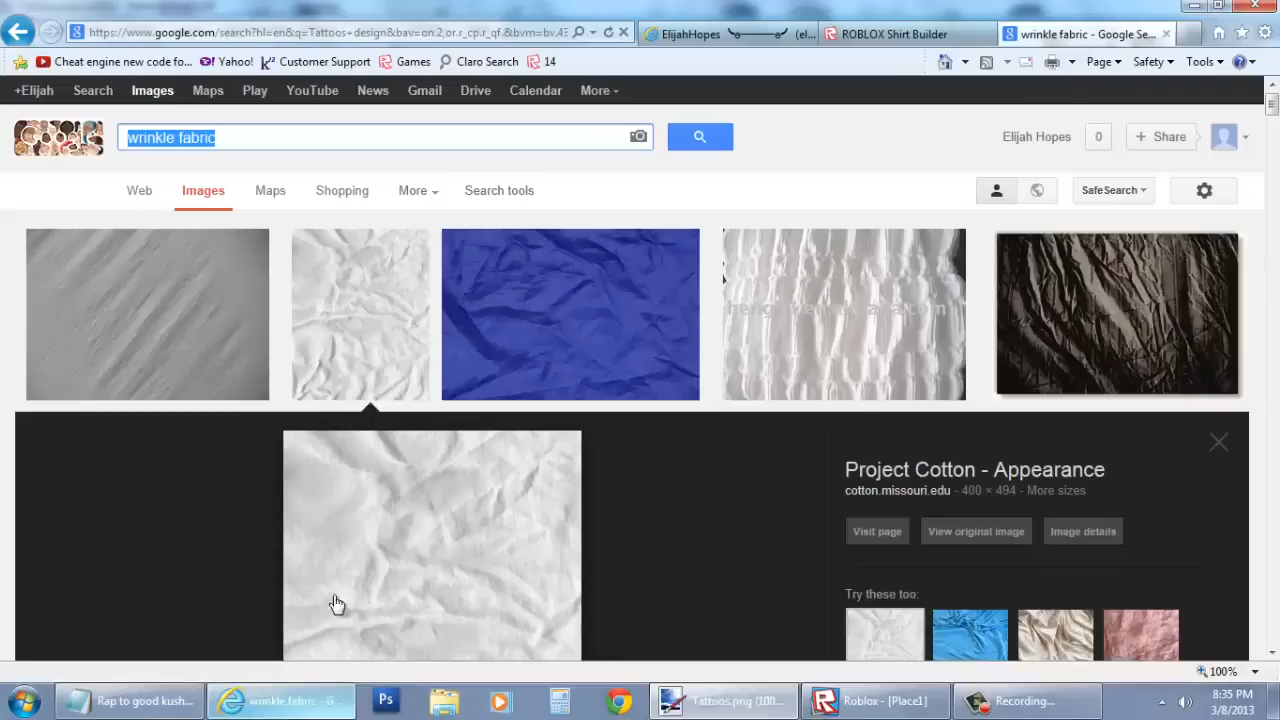 https://www.google.com/search?hl=en&q=Tattoos+design&bav=on.2,or.r_cp.r_qf.&bvm=bv.43
ElijahHopes
(el...
ROBLOX Shirt Builder
wrinkle fabric - Google Se...
Cheat engine new code fo...
Yahoo!
Customer Support
Games
Claro Search
14
Page
Safety
Tools
+Elijah Search Images Maps Play YouTube News Gmail Drive Calendar More
wrinkle fabric
Elijah Hopes
0
+ Share
Web Images Maps Shopping More Search tools
SafeSearch
Project Cotton - Appearance
cotton.missouri.edu - 400 × 494 - More sizes
Visit page
View original image
Image details
Try these too:
100%
Rap to good kush...
wrinkle fabric - G...
Ps
Tattoos.png (100...
Roblox - [Place1]
Recording...
8:35 PM
3/8/2013